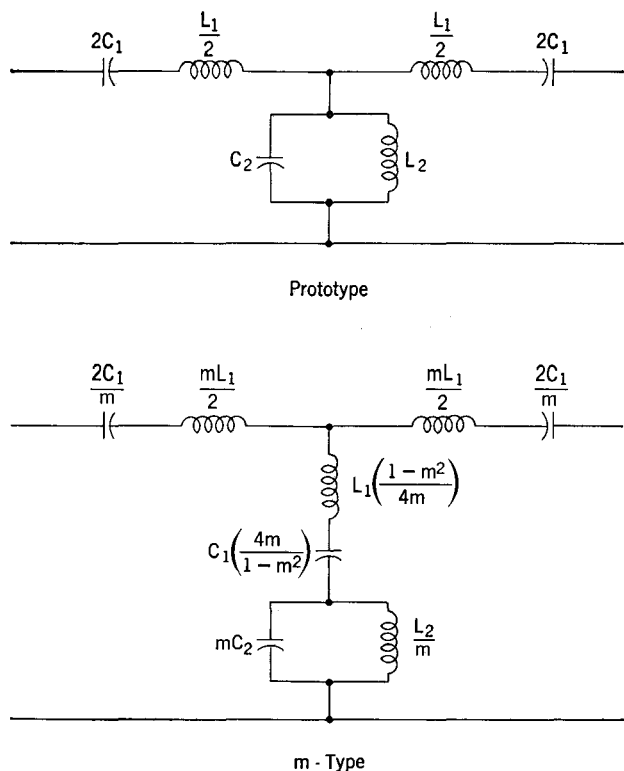 2C₁ L₁/2 L₁/2 2C₁
C₂ L₂
Prototype
2C₁/m mL₁/2 mL₁/2 2C₁/m
L₁((1 − m²)/4m)
C₁(4m/(1 − m²))
mC₂ L₂/m
m - Type